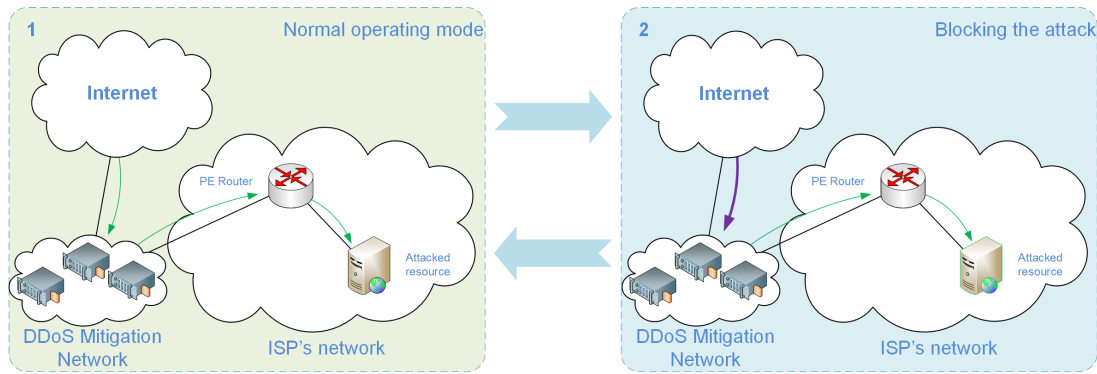 1
Normal operating mode
Internet
PE Router
Attacked
resource
DDoS Mitigation
Network
ISP's network
2
Blocking the attack
Internet
PE Router
Attacked
resource
DDoS Mitigation
Network
ISP's network